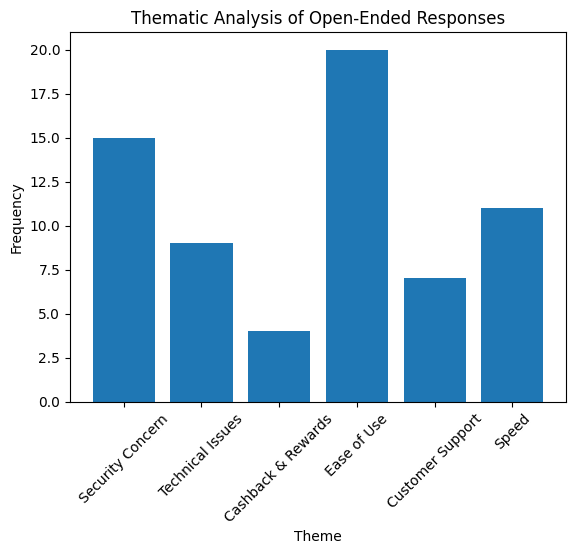 Thematic Analysis of Open-Ended Responses
Frequency
20.0
17.5
15.0
12.5
10.0
7.5
5.0
2.5
0.0
Security Concern
Technical Issues
Cashback & Rewards
Ease of Use
Customer Support
Speed
Theme